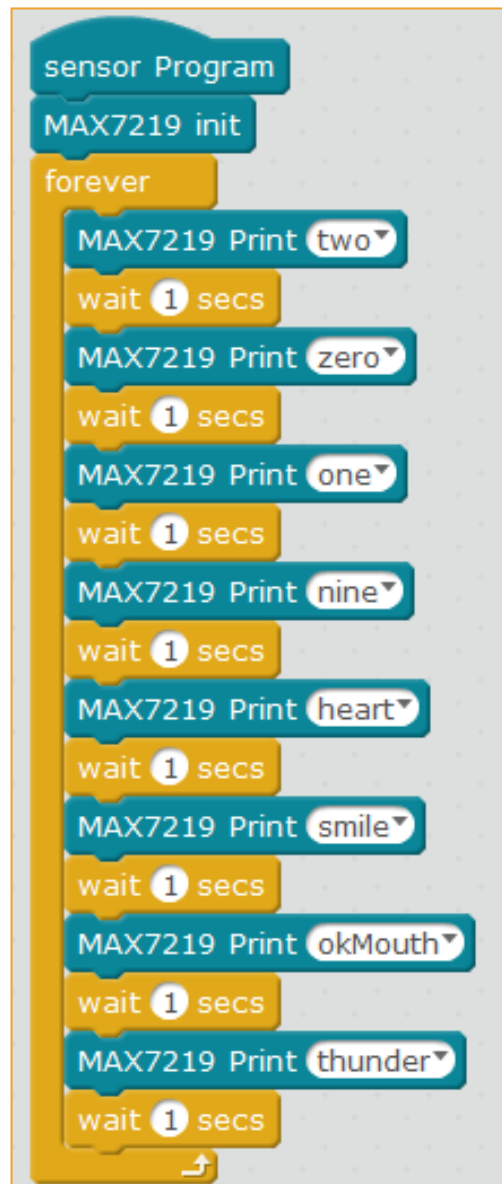 sensor Program
MAX7219 init
forever
MAX7219 Print two
wait 1 secs
MAX7219 Print zero
wait 1 secs
MAX7219 Print one
wait 1 secs
MAX7219 Print nine
wait 1 secs
MAX7219 Print heart
wait 1 secs
MAX7219 Print smile
wait 1 secs
MAX7219 Print okMouth
wait 1 secs
MAX7219 Print thunder
wait 1 secs